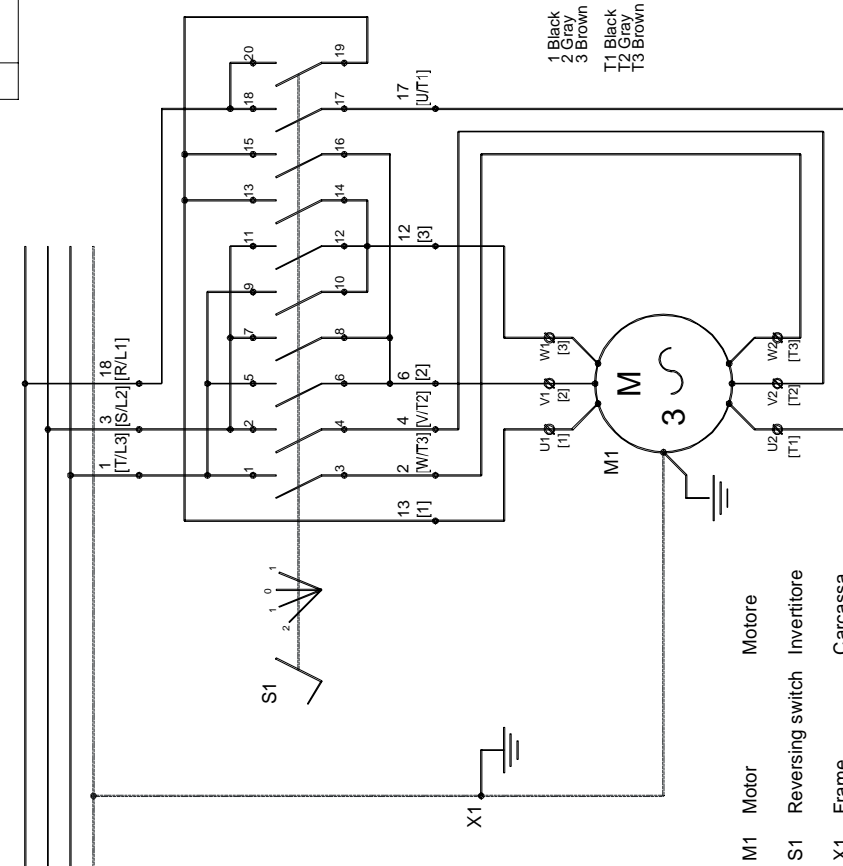 1 3 18
[T/L3] [S/L2] [R/L1]
1 2 5 7 9 11 13 15 18 20
S1 2 1 0 1
3 4 6 8 10 12 14 16 17 19
13 2 4 6 12 17
[1] [W/T3] [V/T2] [2] [3] [U/T1]
X1
U1 V1 W1
[1] [2] [3]
1 Black
2 Gray
3 Brown
T1 Black
T2 Gray
T3 Brown
M1
M
3
U2 V2 W2
[T1] [T2] [T3]
M1 Motor Motore
S1 Reversing switch Invertitore
X1 Frame Carcassa